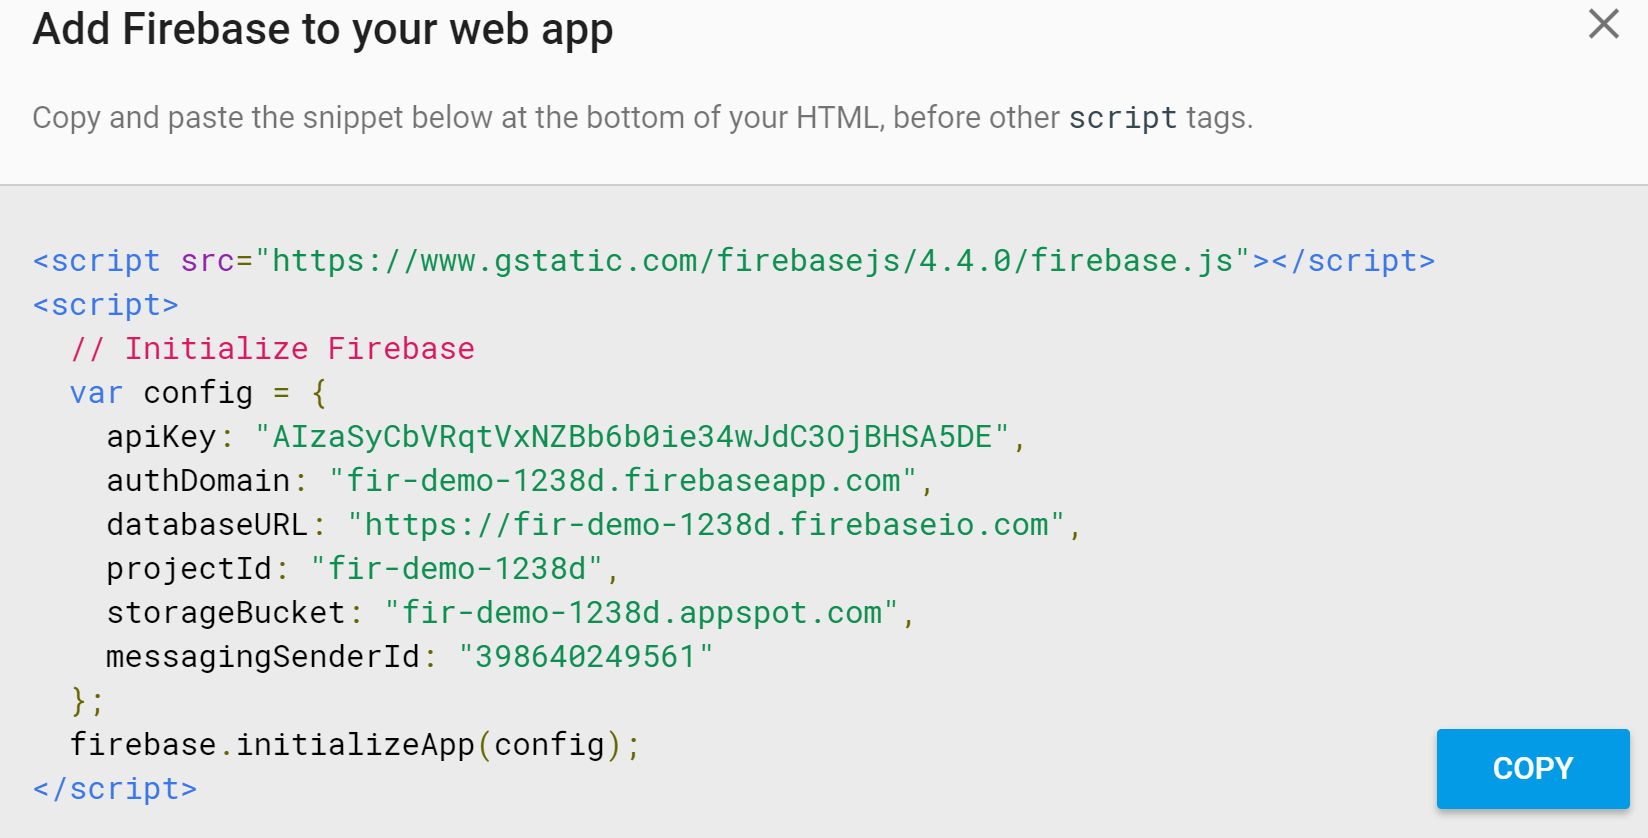 Add Firebase to your web app
Copy and paste the snippet below at the bottom of your HTML, before other script tags.
<script src="https://www.gstatic.com/firebasejs/4.4.0/firebase.js"></script>
<script>
  // Initialize Firebase
  var config = {
    apiKey: "AIzaSyCbVRqtVxNZBb6b0ie34wJdC3OjBHSA5DE",
    authDomain: "fir-demo-1238d.firebaseapp.com",
    databaseURL: "https://fir-demo-1238d.firebaseio.com",
    projectId: "fir-demo-1238d",
    storageBucket: "fir-demo-1238d.appspot.com",
    messagingSenderId: "398640249561"
  };
  firebase.initializeApp(config);
</script>
COPY